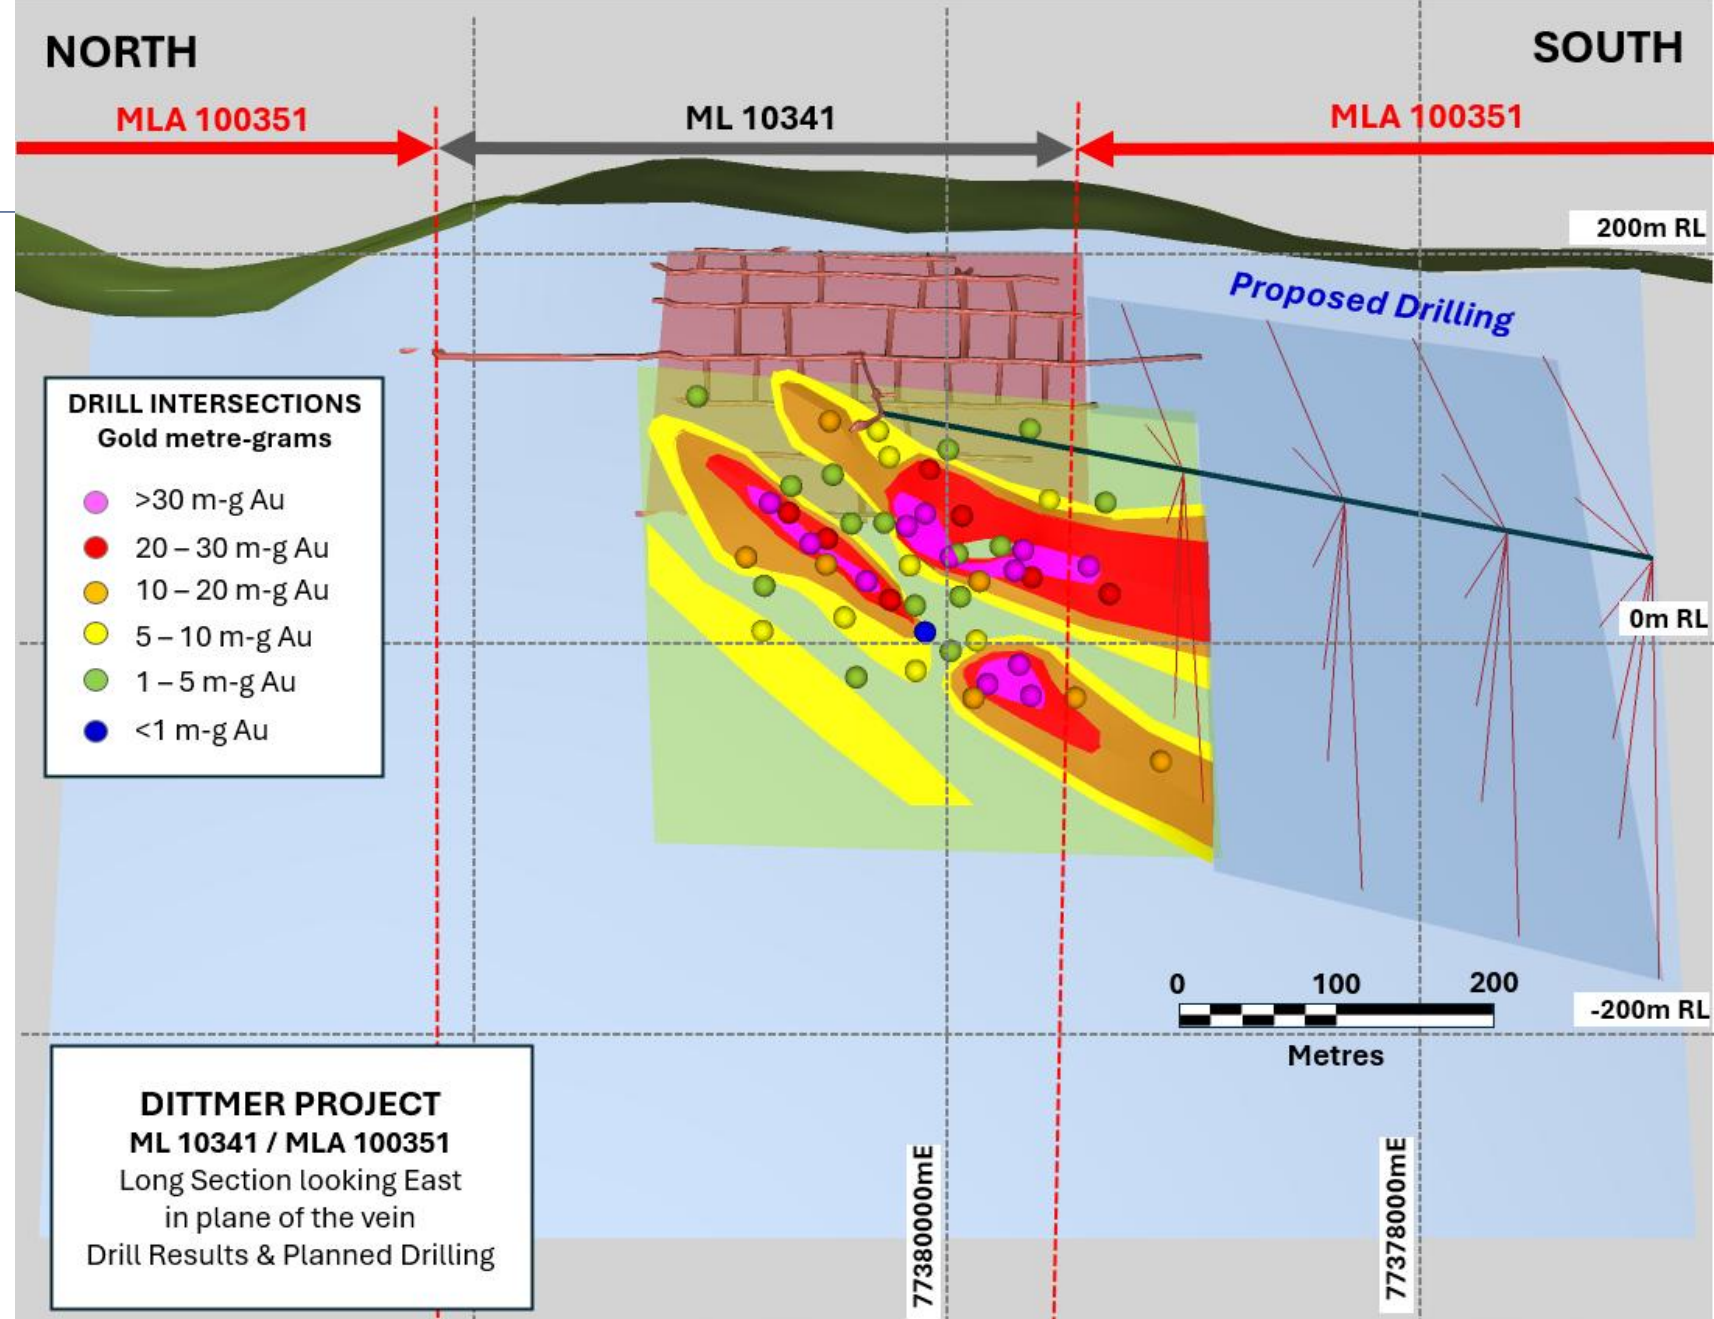 NORTH
SOUTH
MLA 100351
ML 10341
MLA 100351
200m RL
Proposed Drilling
DRILL INTERSECTIONS
Gold metre-grams
>30 m-g Au
20 – 30 m-g Au
10 – 20 m-g Au
5 – 10 m-g Au
1 – 5 m-g Au
<1 m-g Au
0m RL
0 100 200
Metres
-200m RL
DITTMER PROJECT
ML 10341 / MLA 100351
Long Section looking East
in plane of the vein
Drill Results & Planned Drilling
7738000mE
77378000mE